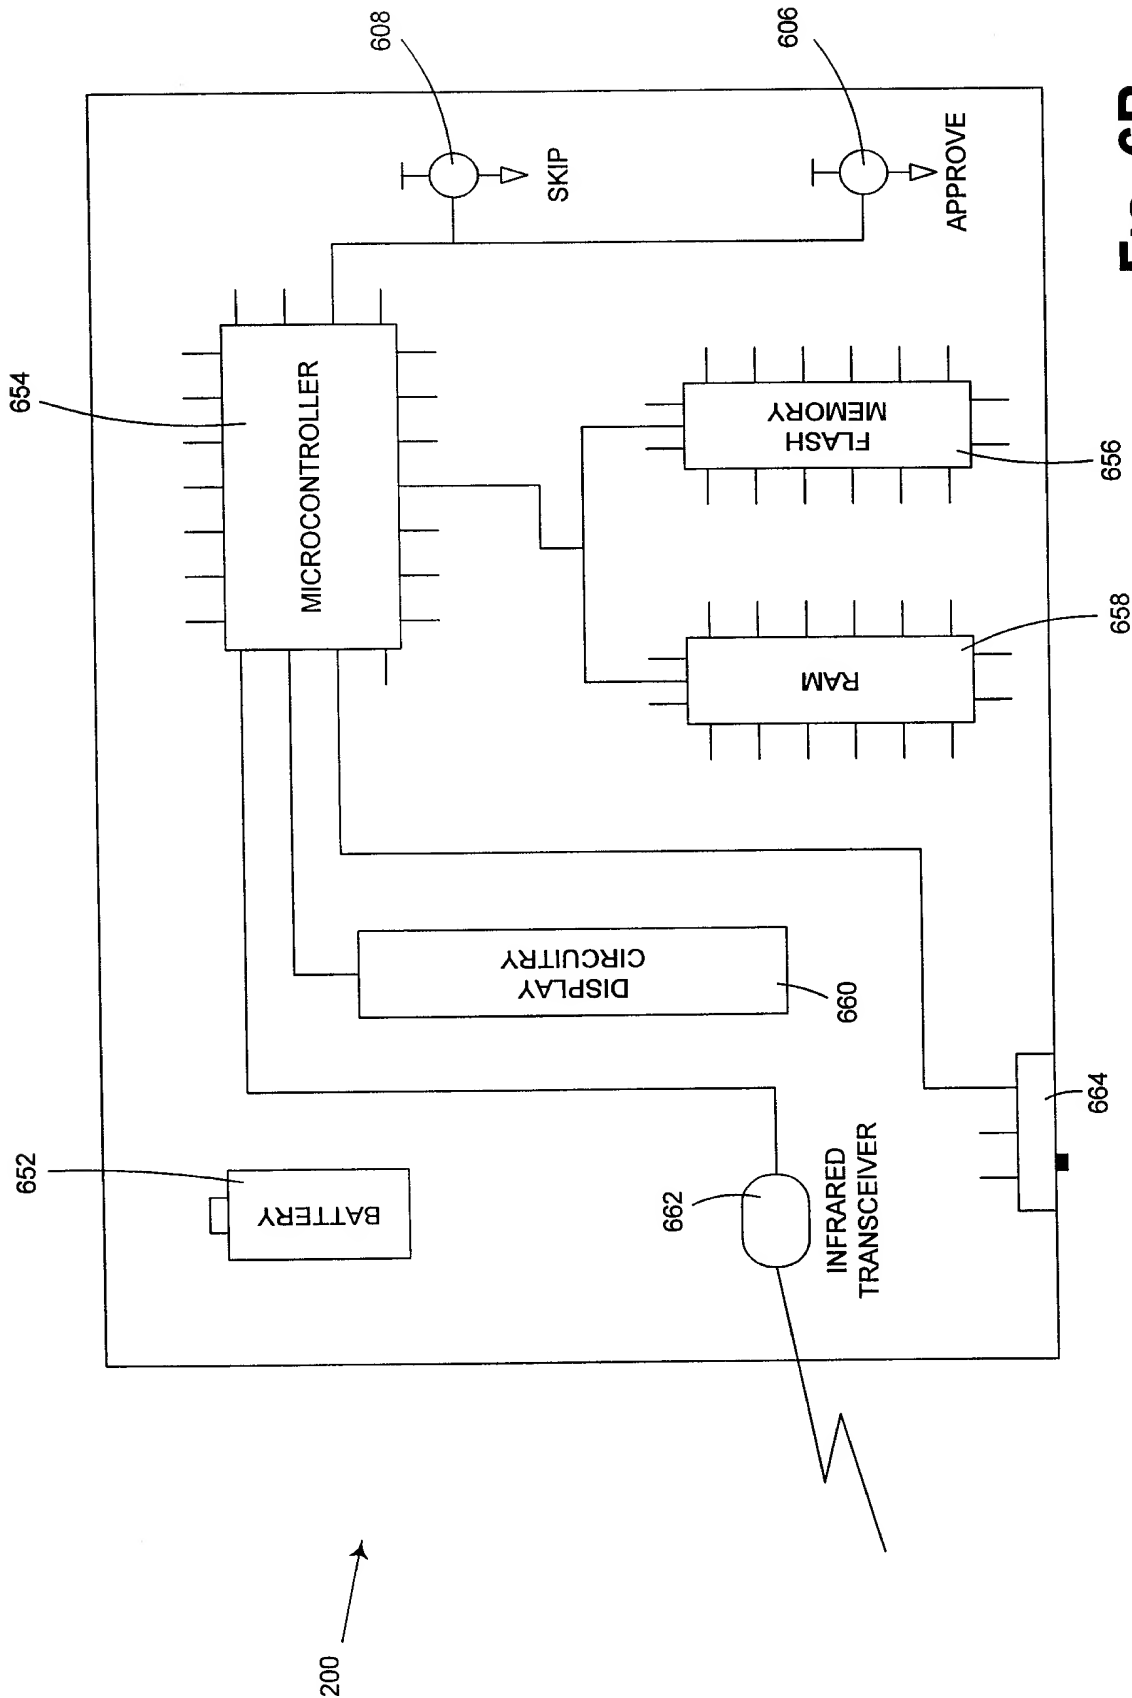 652
654
608
200
BATTERY
MICROCONTROLLER
SKIP
DISPLAY
CIRCUITRY
662
606
660
INFRARED
TRANSCEIVER
RAM
FLASH
MEMORY
APPROVE
664
658
656